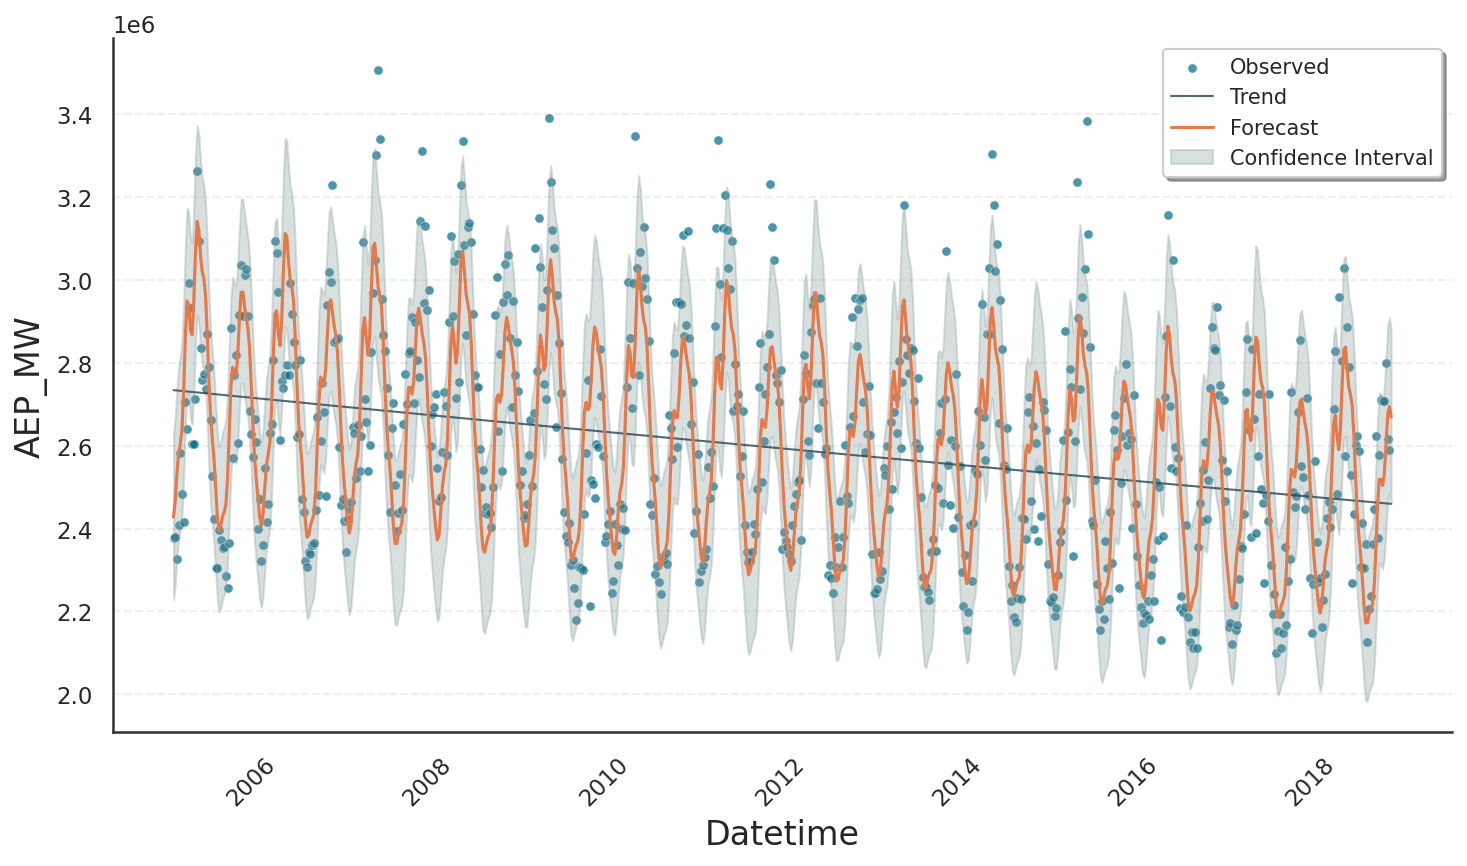 1e6
AEP_MW
3.4
3.2
3.0
2.8
2.6
2.4
2.2
2.0
Observed
Trend
Forecast
Confidence Interval
2006
2008
2010
2012
2014
2016
2018
Datetime